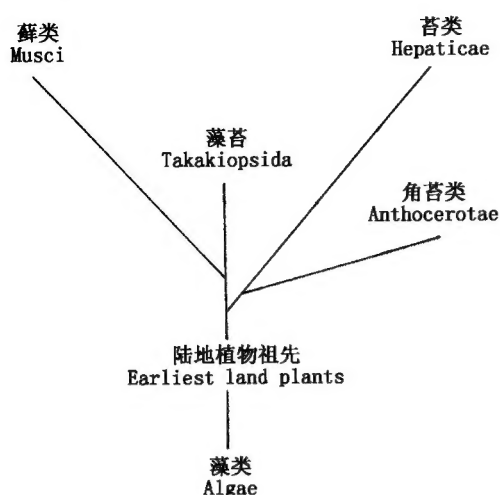 藓类
Musci
苔类
Hepaticae
藻苔
Takakiopsida
角苔类
Anthocerotae
陆地植物祖先
Earliest land plants
藻类
Algae